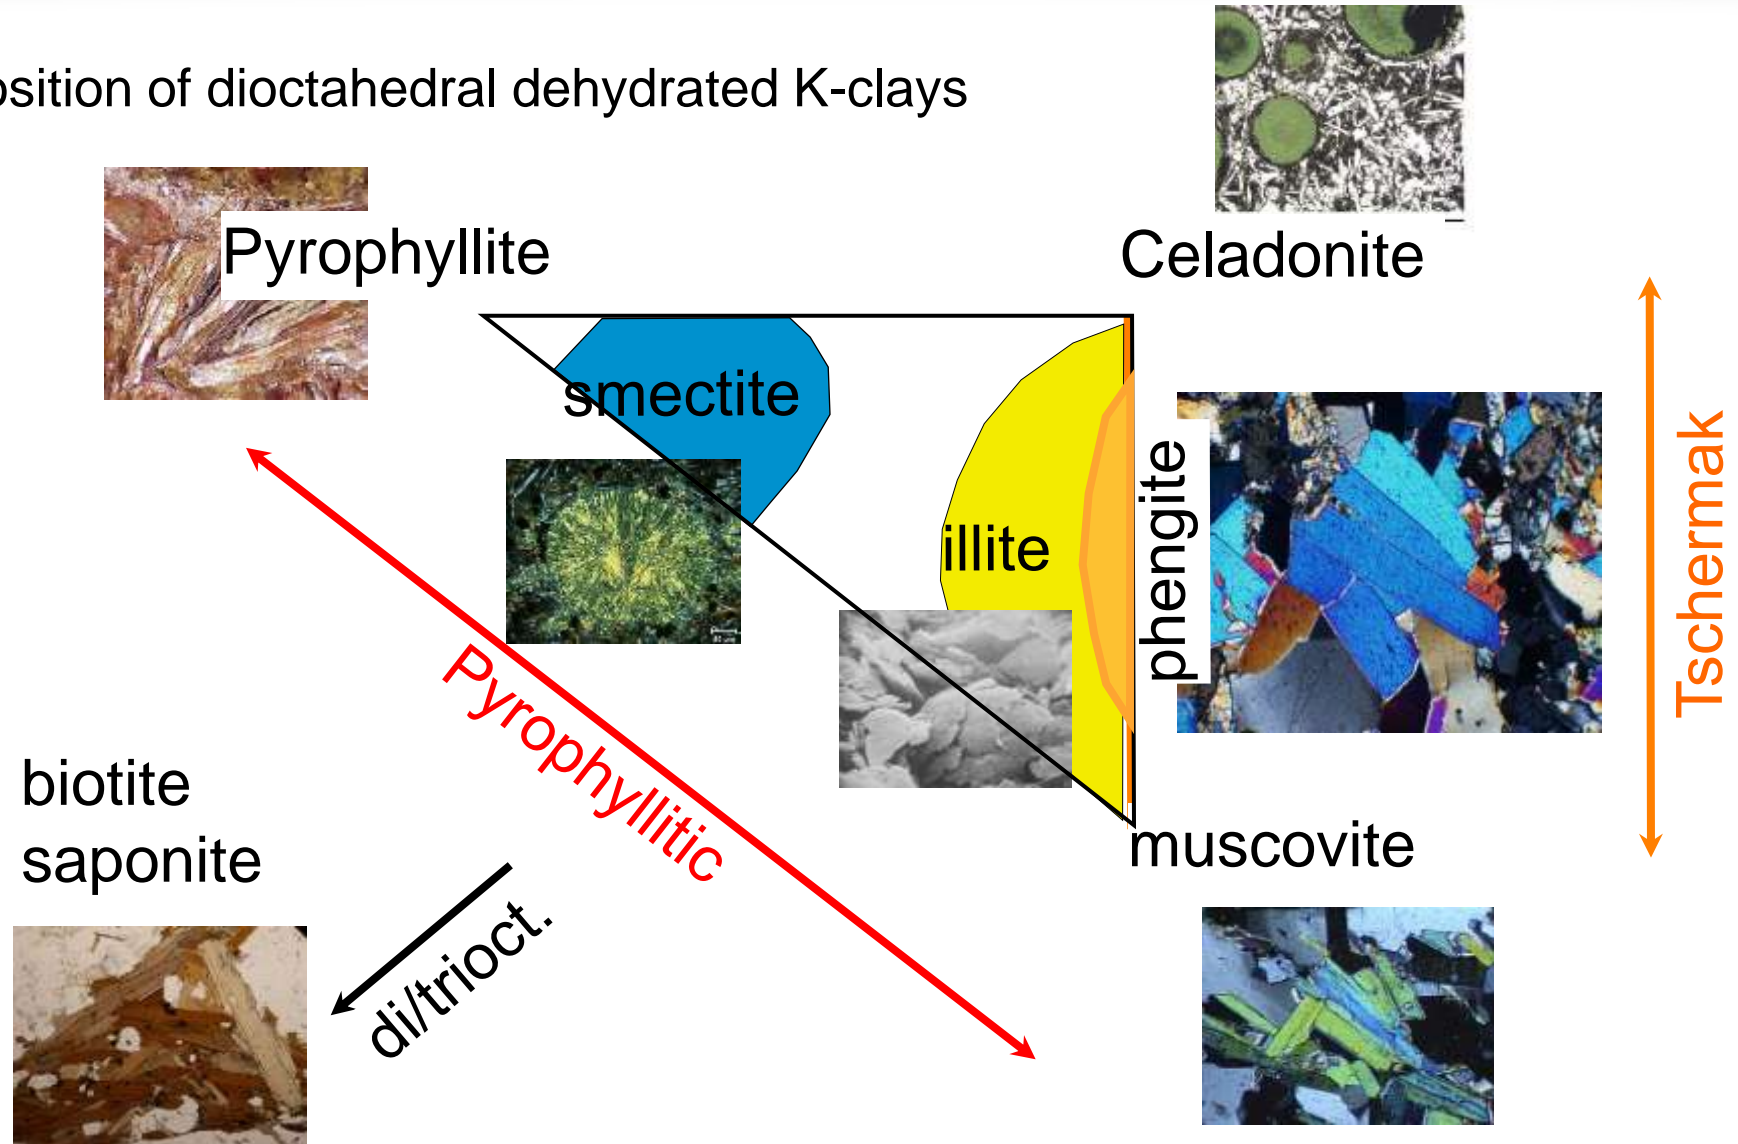 osition of dioctahedral dehydrated K-clays
Pyrophyllite
Celadonite
smectite
illite
phengite
Tschermak
Pyrophyllitic
biotite
saponite
muscovite
di/trioct.